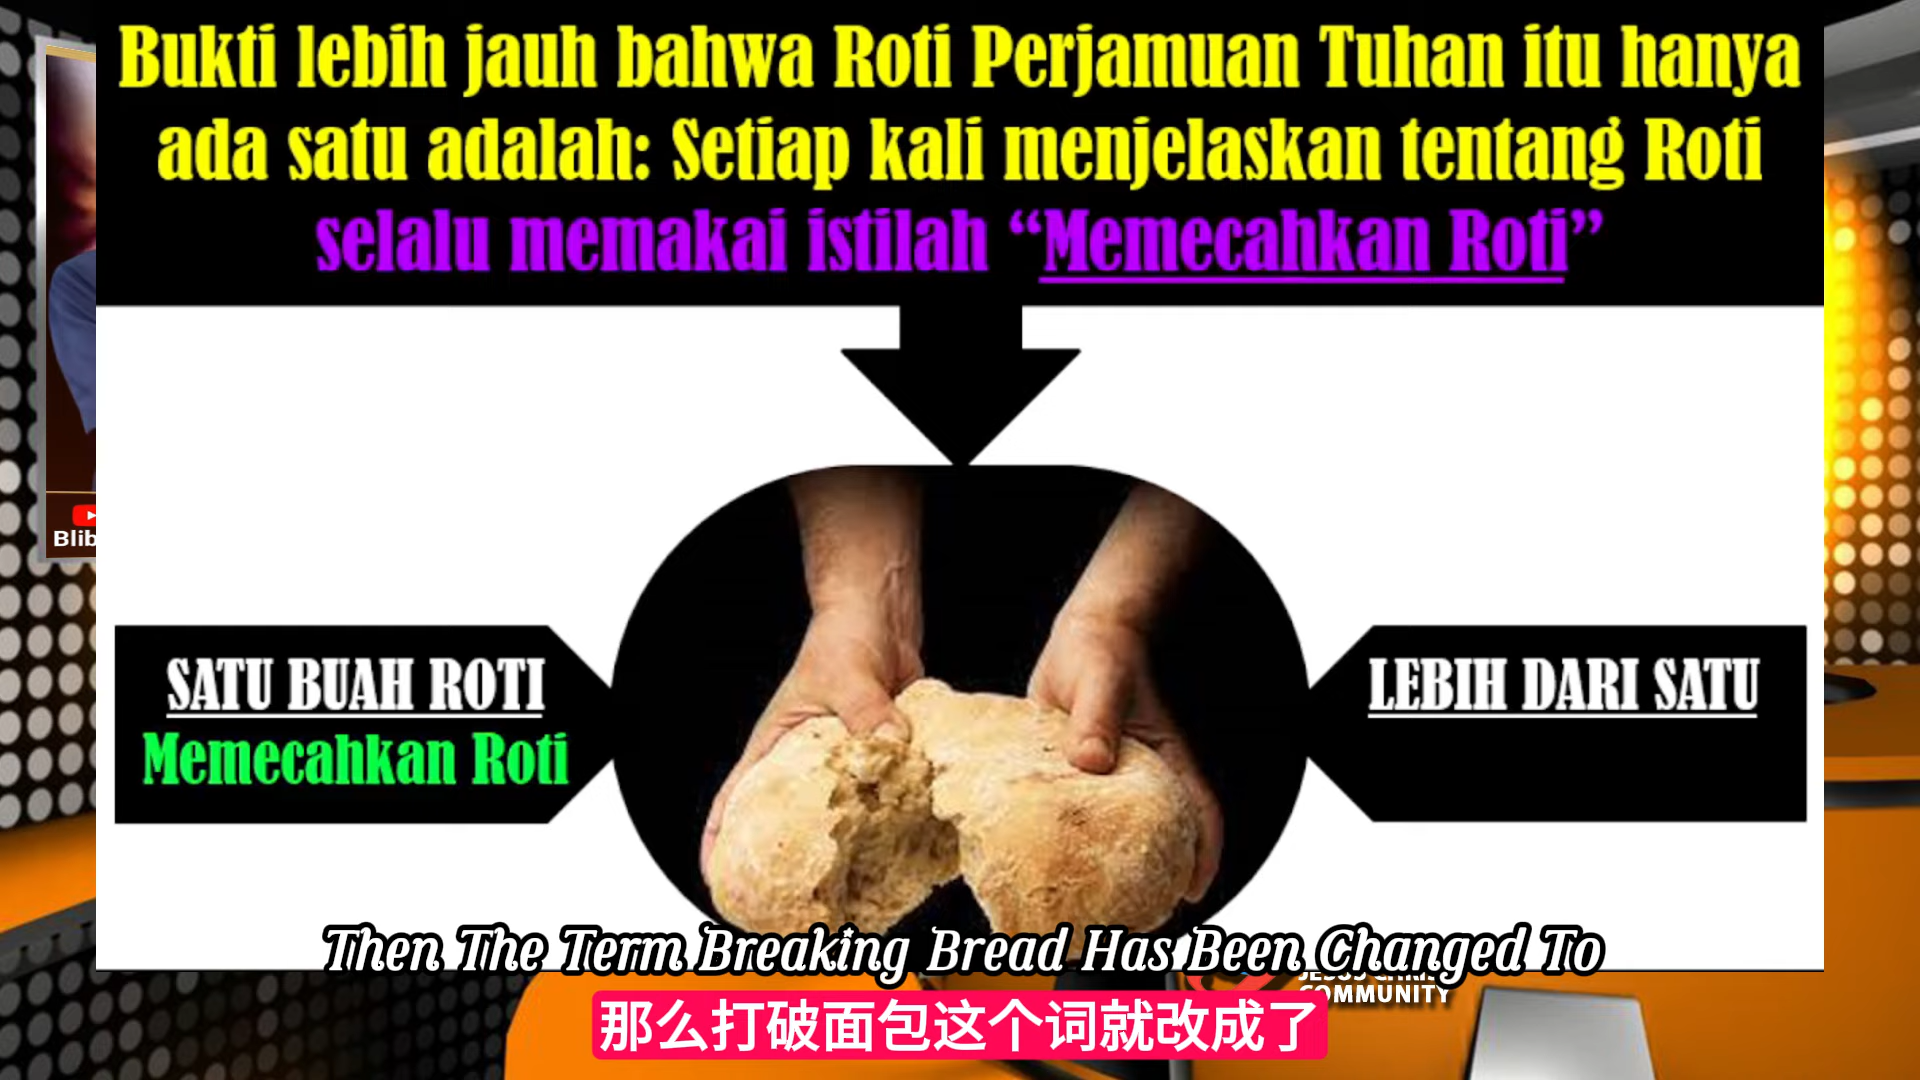 Bukti lebih jauh bahwa Roti Perjamuan Tuhan itu hanya
ada satu adalah: Setiap kali menjelaskan tentang Roti
selalu memakai istilah “Memecahkan Roti”
SATU BUAH ROTI
Memecahkan Roti
LEBIH DARI SATU
Then The Term Breaking Bread Has Been Changed To
COMMUNITY
那么打破面包这个词就改成了